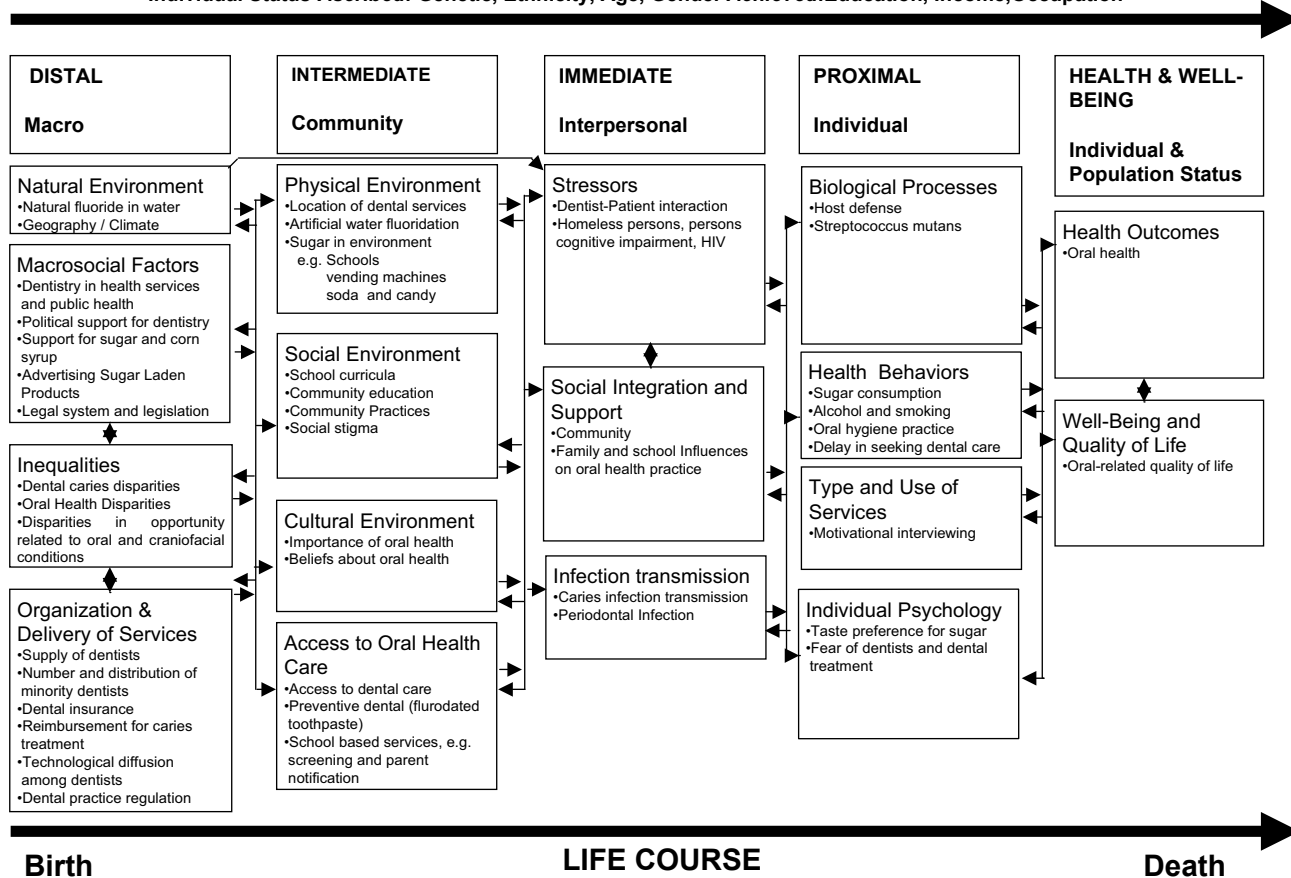 Individual Status Ascribed: Genetic, Ethnicity, Age, Gender Achieved:Education, Income,Occupation
DISTAL
Macro
INTERMEDIATE
Community
IMMEDIATE
Interpersonal
PROXIMAL
Individual
HEALTH & WELL-
BEING
Individual &
Population Status
Natural Environment
•Natural fluoride in water
•Geography / Climate
Macrosocial Factors
•Dentistry in health services
and public health
•Political support for dentistry
•Support for sugar and corn
syrup
•Advertising Sugar Laden
Products
•Legal system and legislation
Inequalities
•Dental caries disparities
•Oral Health Disparities
•Disparities in opportunity
related to oral and craniofacial
conditions
Organization &
Delivery of Services
•Supply of dentists
•Number and distribution of
minority dentists
•Dental insurance
•Reimbursement for caries
treatment
•Technological diffusion
among dentists
•Dental practice regulation
Physical Environment
•Location of dental services
•Artificial water fluoridation
•Sugar in environment
e.g. Schools
vending machines
soda and candy
Social Environment
•School curricula
•Community education
•Community Practices
•Social stigma
Cultural Environment
•Importance of oral health
•Beliefs about oral health
Access to Oral Health
Care
•Access to dental care
•Preventive dental (flurodated
toothpaste)
•School based services, e.g.
screening and parent
notification
Stressors
•Dentist-Patient interaction
•Homeless persons, persons
cognitive impairment, HIV
Social Integration and
Support
•Community
•Family and school Influences
on oral health practice
Infection transmission
•Caries infection transmission
•Periodontal Infection
Biological Processes
•Host defense
•Streptococcus mutans
Health Behaviors
•Sugar consumption
•Alcohol and smoking
•Oral hygiene practice
•Delay in seeking dental care
Type and Use of
Services
•Motivational interviewing
Individual Psychology
•Taste preference for sugar
•Fear of dentists and dental
treatment
Health Outcomes
•Oral health
Well-Being and
Quality of Life
•Oral-related quality of life
Birth
LIFE COURSE
Death